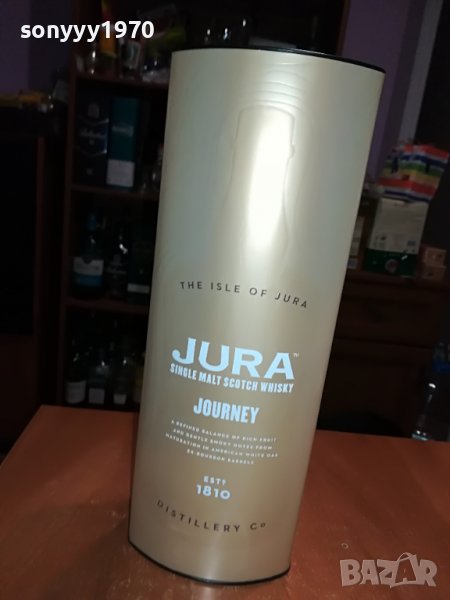 sonyyy1970
THE ISLE OF JURA
JURA™
SINGLE MALT SCOTCH WHISKY
JOURNEY
A REFINED BALANCE OF RICH FRUIT
AND GENTLE SMOKY NOTES FROM
MATURATION IN AMERICAN WHITE OAK
EX-BOURBON BARRELS
ESTD
1810
DISTILLERY Co
BAZAR